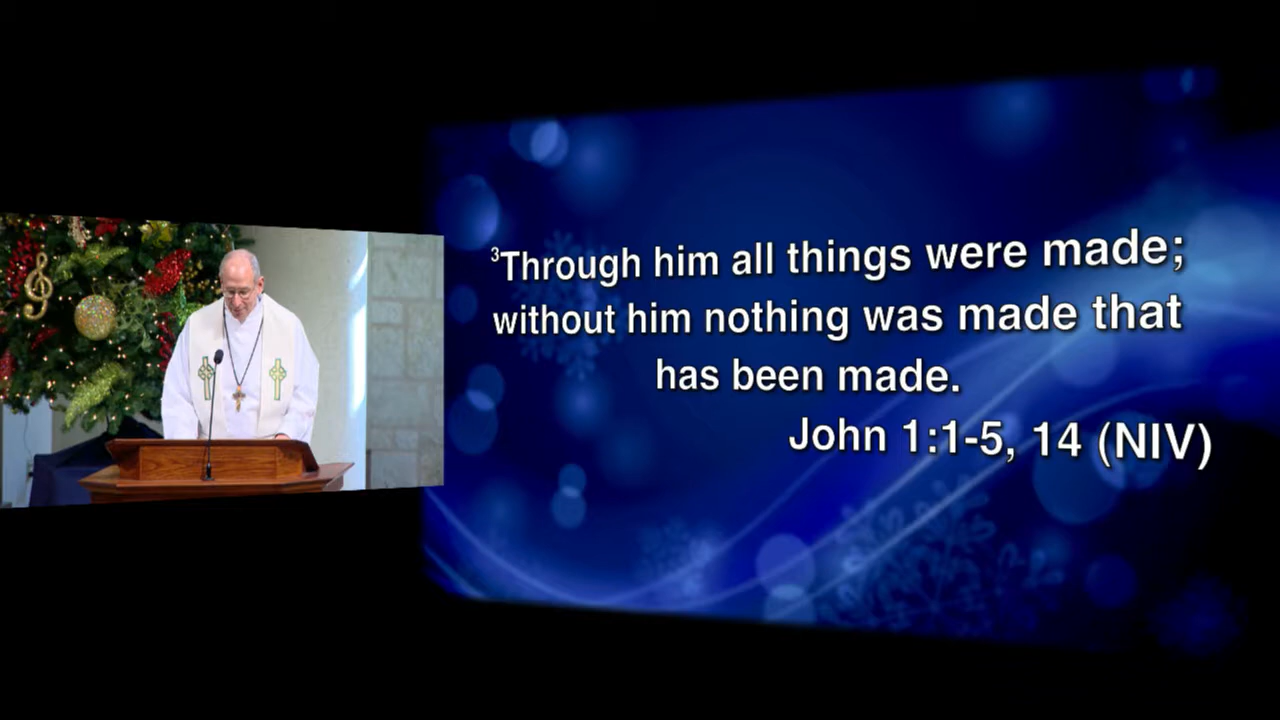 ³Through him all things were made;
without him nothing was made that
has been made.
John 1:1-5, 14 (NIV)